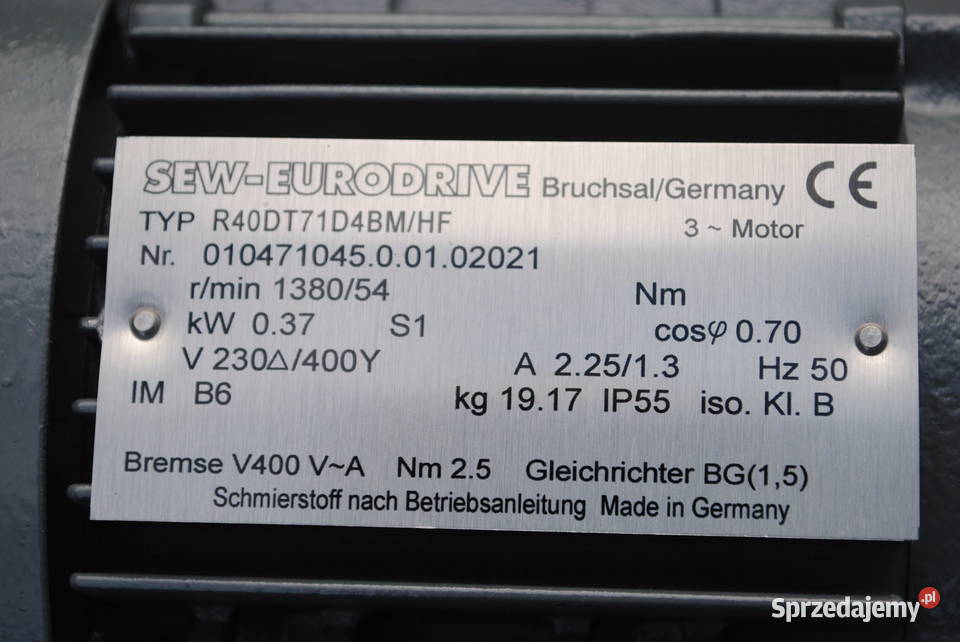 SEW-EURODRIVE Bruchsal/Germany CE
TYP R40DT71D4BM/HF 3 ~ Motor
Nr. 010471045.0.01.02021
r/min 1380/54 Nm
kW 0.37 S1 cosφ 0.70
V 230Δ/400Y A 2.25/1.3 Hz 50
IM B6 kg 19.17 IP55 iso. Kl. B
Bremse V400 V~A Nm 2.5 Gleichrichter BG(1,5)
Schmierstoff nach Betriebsanleitung Made in Germany
Sprzedajemy.pl